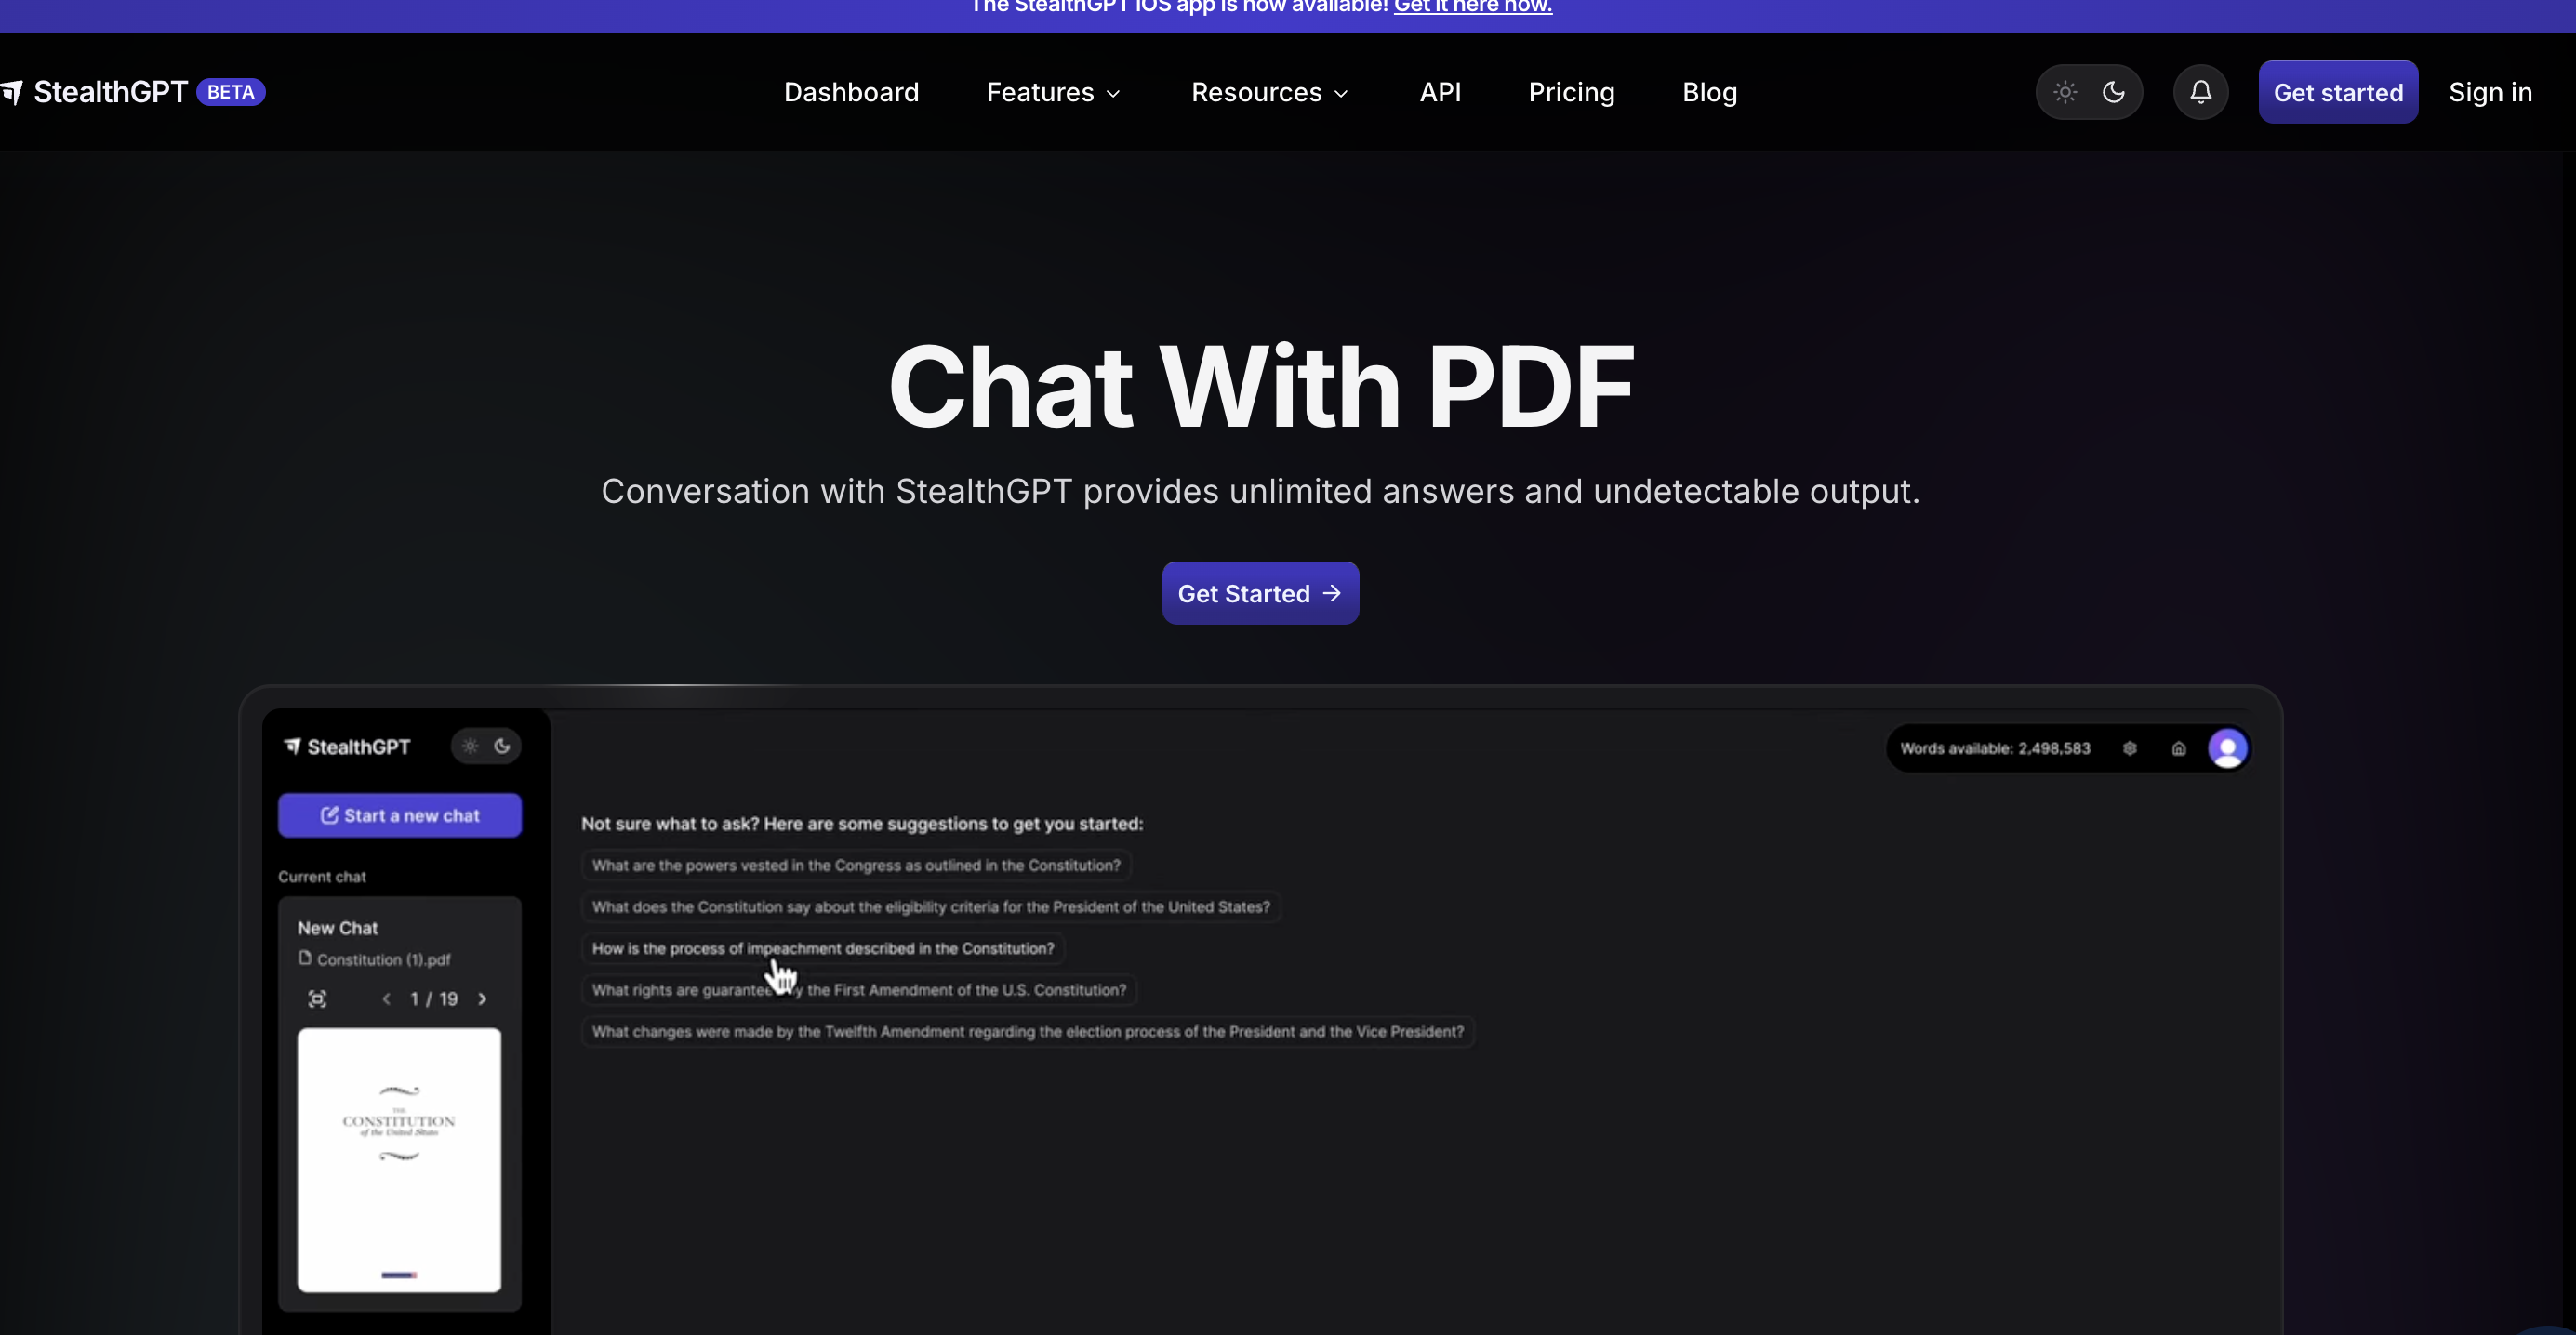 The StealthGPT iOS app is now available! Get it here now.
StealthGPT BETA
Dashboard
Features
Resources
API
Pricing
Blog
Get started
Sign in
Chat With PDF
Conversation with StealthGPT provides unlimited answers and undetectable output.
Get Started →
StealthGPT
Words available: 2,498,583
Start a new chat
Not sure what to ask? Here are some suggestions to get you started:
What are the powers vested in the Congress as outlined in the Constitution?
Current chat
What does the Constitution say about the eligibility criteria for the President of the United States?
New Chat
How is the process of impeachment described in the Constitution?
Constitution (1).pdf
What rights are guarantee y the First Amendment of the U.S. Constitution?
< 1 / 19 >
What changes were made by the Twelfth Amendment regarding the election process of the President and the Vice President?
THE
CONSTITUTION
of the United States